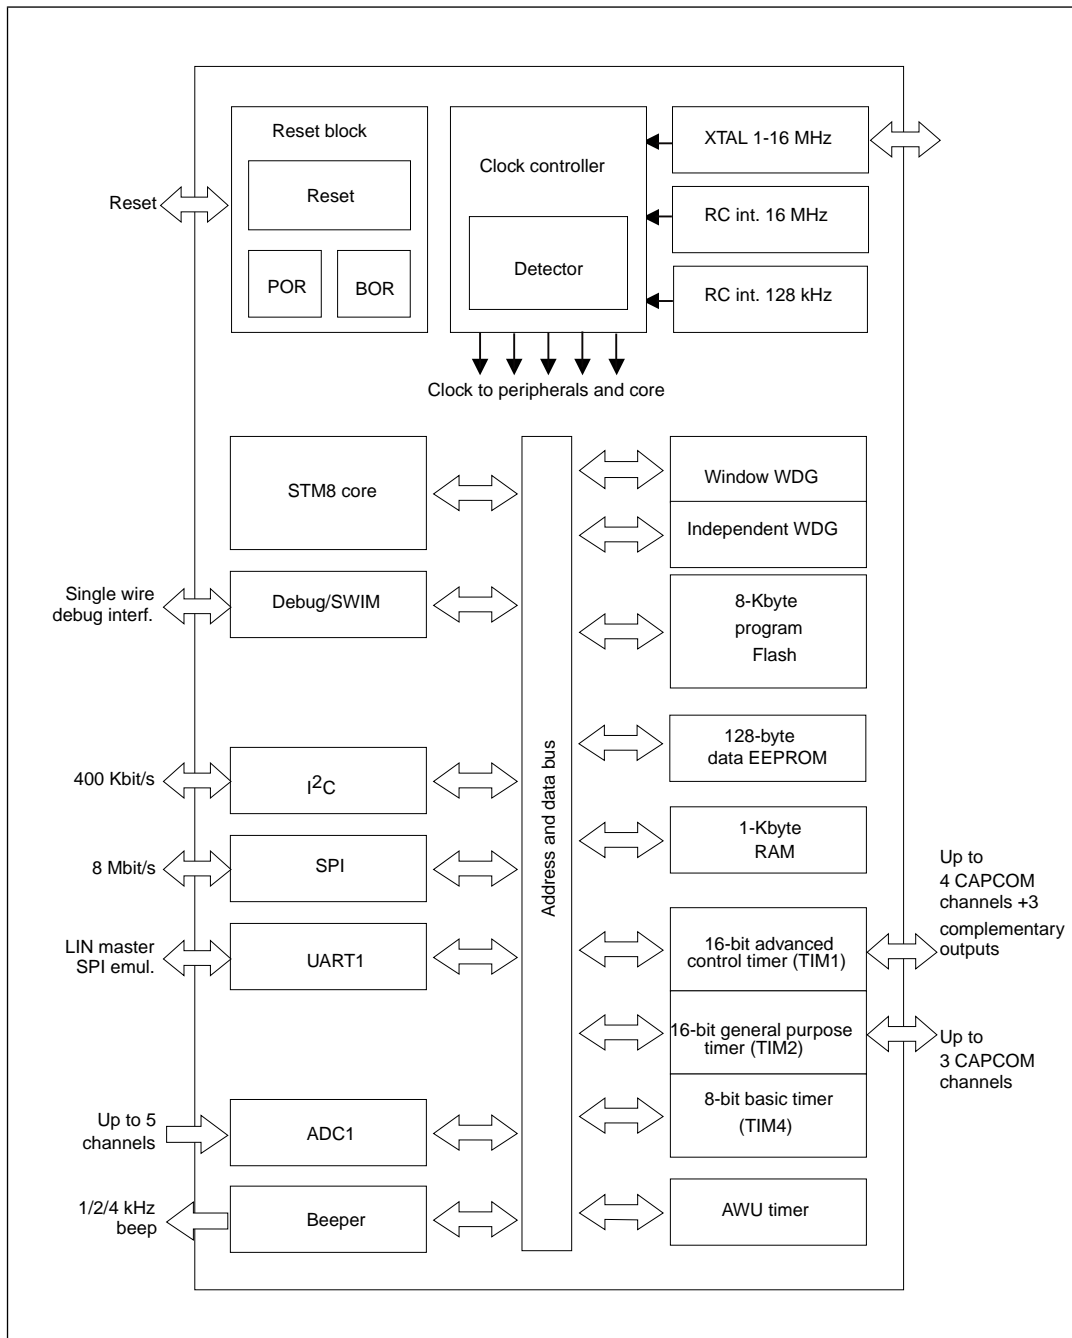 Reset block
Reset
POR
BOR
Reset
Clock controller
Detector
XTAL 1-16 MHz
RC int. 16 MHz
RC int. 128 kHz
Clock to peripherals and core
STM8 core
Single wire
debug interf.
Debug/SWIM
400 Kbit/s
I²C
8 Mbit/s
SPI
LIN master
SPI emul.
UART1
Up to 5
channels
ADC1
1/2/4 kHz
beep
Beeper
Address and data bus
Window WDG
Independent WDG
8-Kbyte
program
Flash
128-byte
data EEPROM
1-Kbyte
RAM
16-bit advanced
control timer (TIM1)
Up to
4 CAPCOM
channels +3
complementary
outputs
16-bit general purpose
timer (TIM2)
Up to
3 CAPCOM
channels
8-bit basic timer
(TIM4)
AWU timer